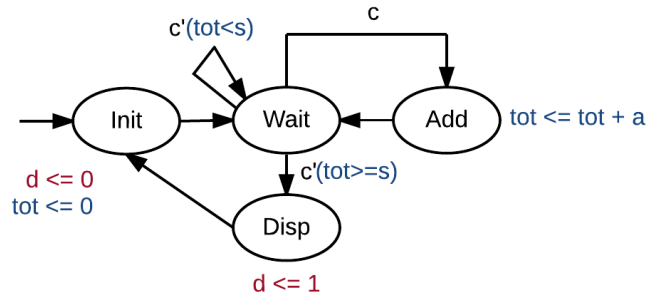 c
c'(tot<s)
Init
Wait
Add
tot <= tot + a
d <= 0
tot <= 0
c'(tot>=s)
Disp
d <= 1